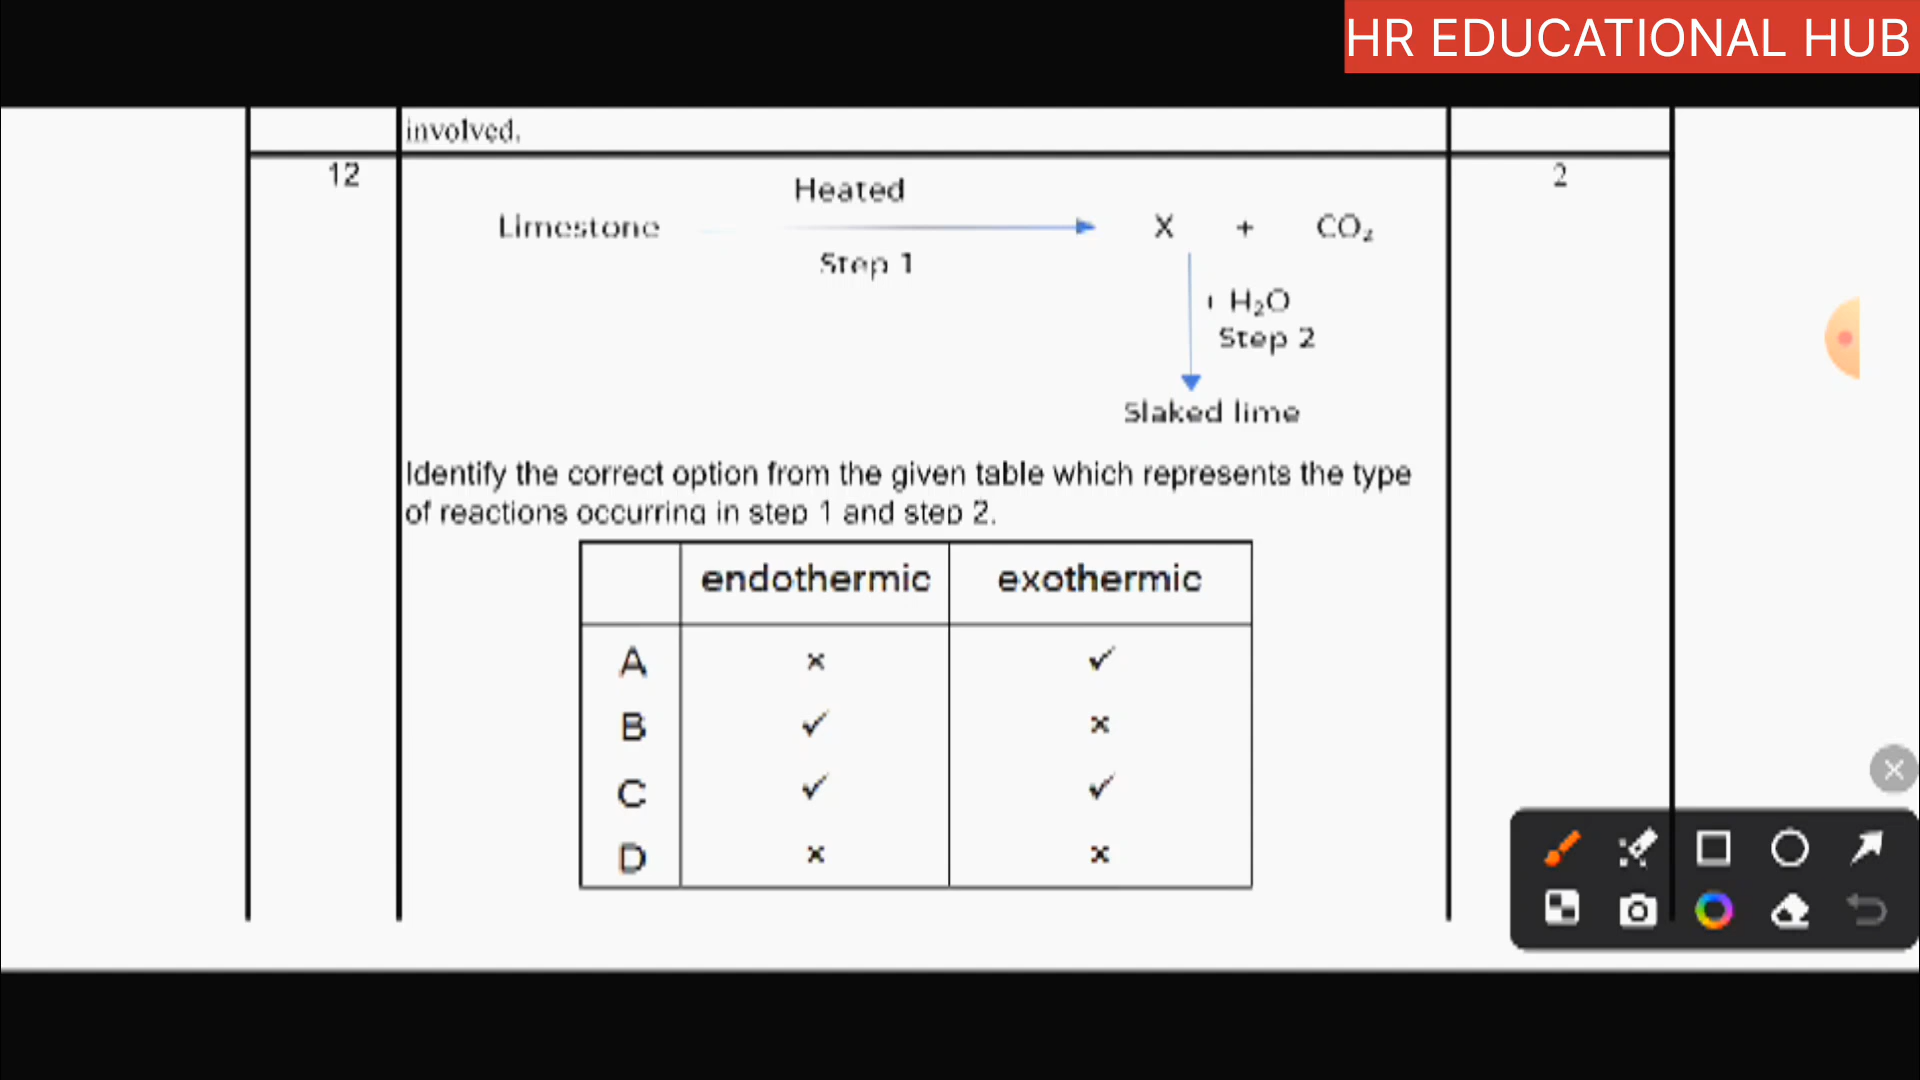 HR EDUCATIONAL HUB
involved.
12
2
Heated
Limestone
X + CO₂
Step 1
+ H₂O
Step 2
Slaked lime
Identify the correct option from the given table which represents the type
of reactions occurring in step 1 and step 2.
endothermic exothermic
A × ✓
B ✓ ×
C ✓ ✓
D × ×